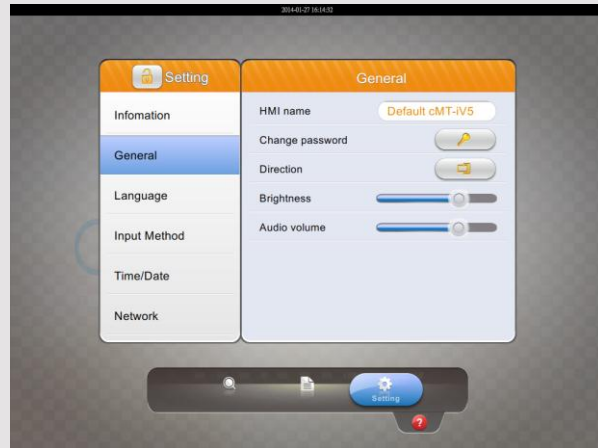 2014-01-27 16:14:32
Setting
General
Infomation
General
Language
Input Method
Time/Date
Network
HMI name
Default cMT-iV5
Change password
Direction
Brightness
Audio volume
Setting
?